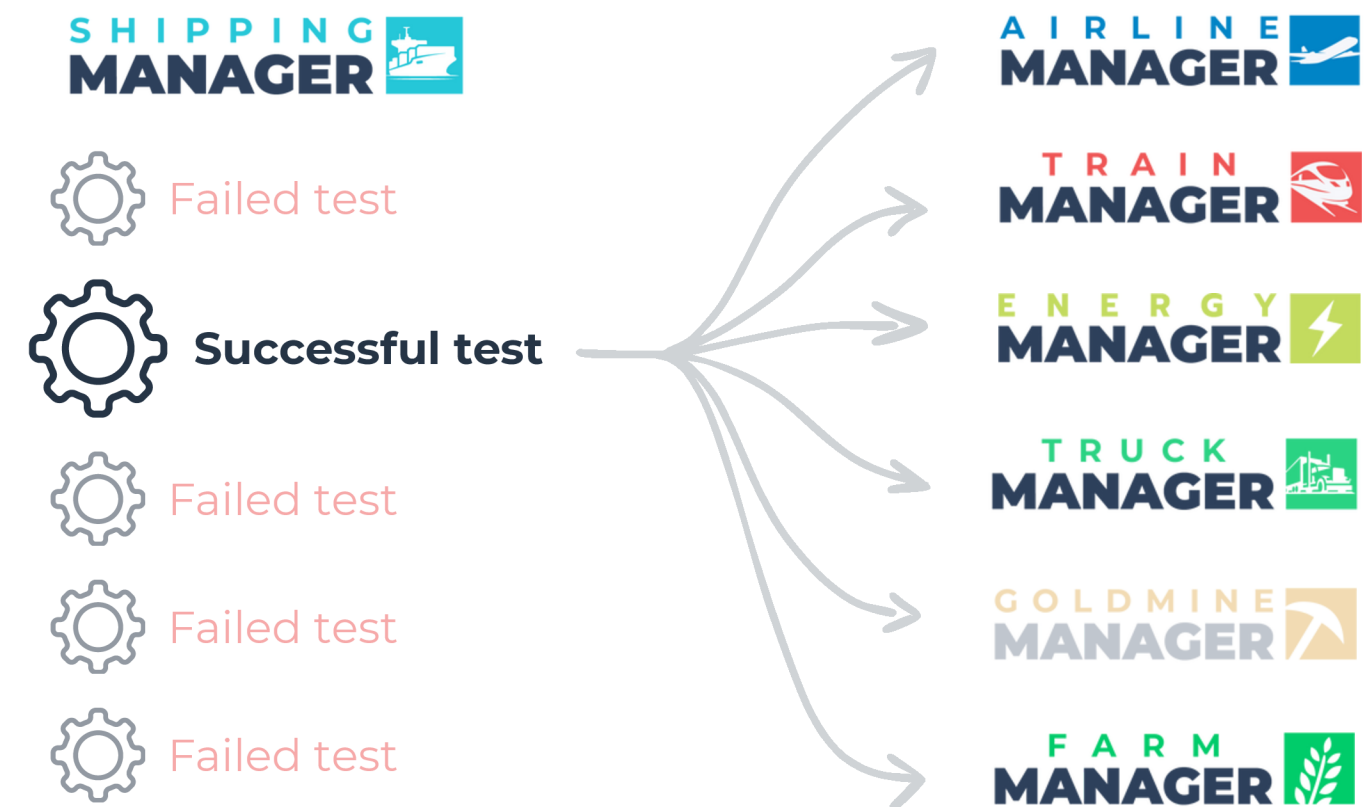 SHIPPING
MANAGER
Failed test
Successful test
Failed test
Failed test
Failed test
AIRLINE
MANAGER
TRAIN
MANAGER
ENERGY
MANAGER
TRUCK
MANAGER
GOLDMINE
MANAGER
FARM
MANAGER